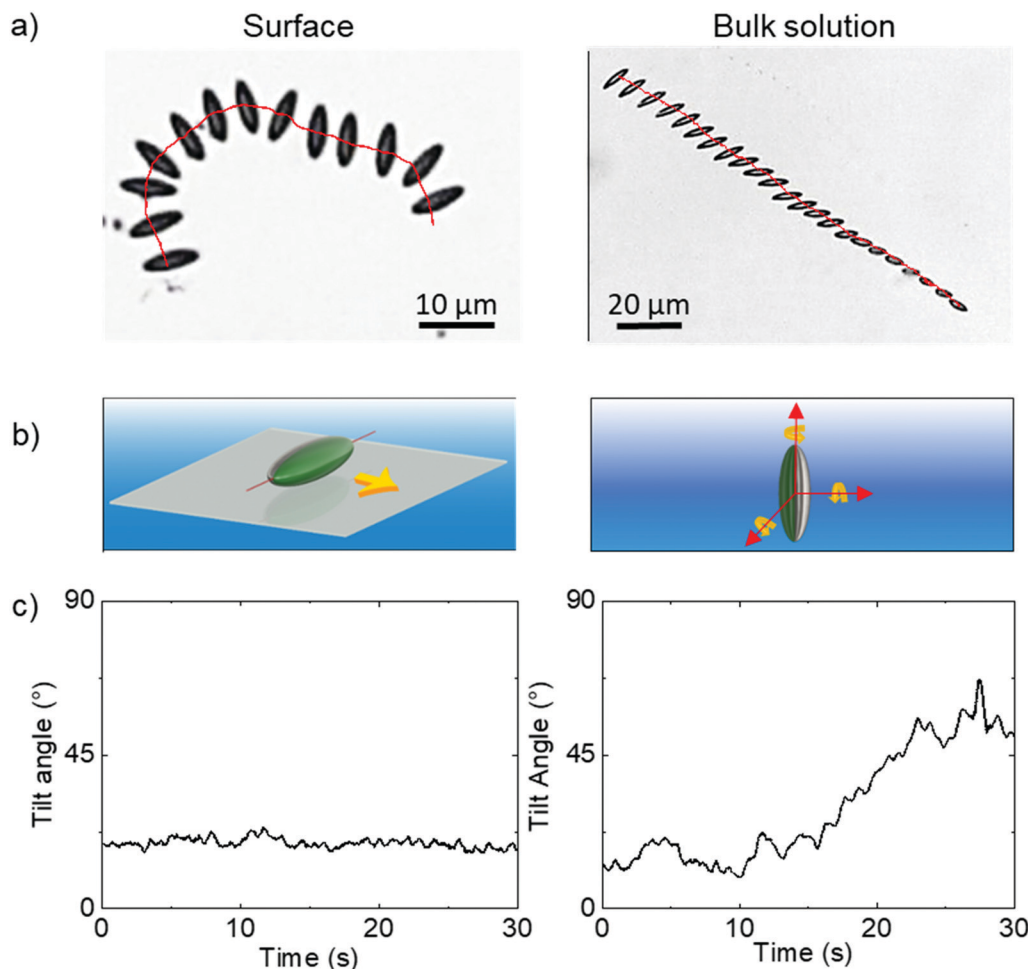 a)
Surface
Bulk solution
10 µm
20 µm
b)
c)
90
45
0
Tilt angle (°)
0
10
20
30
Time (s)
90
45
0
Tilt Angle (°)
0
10
20
30
Time (s)